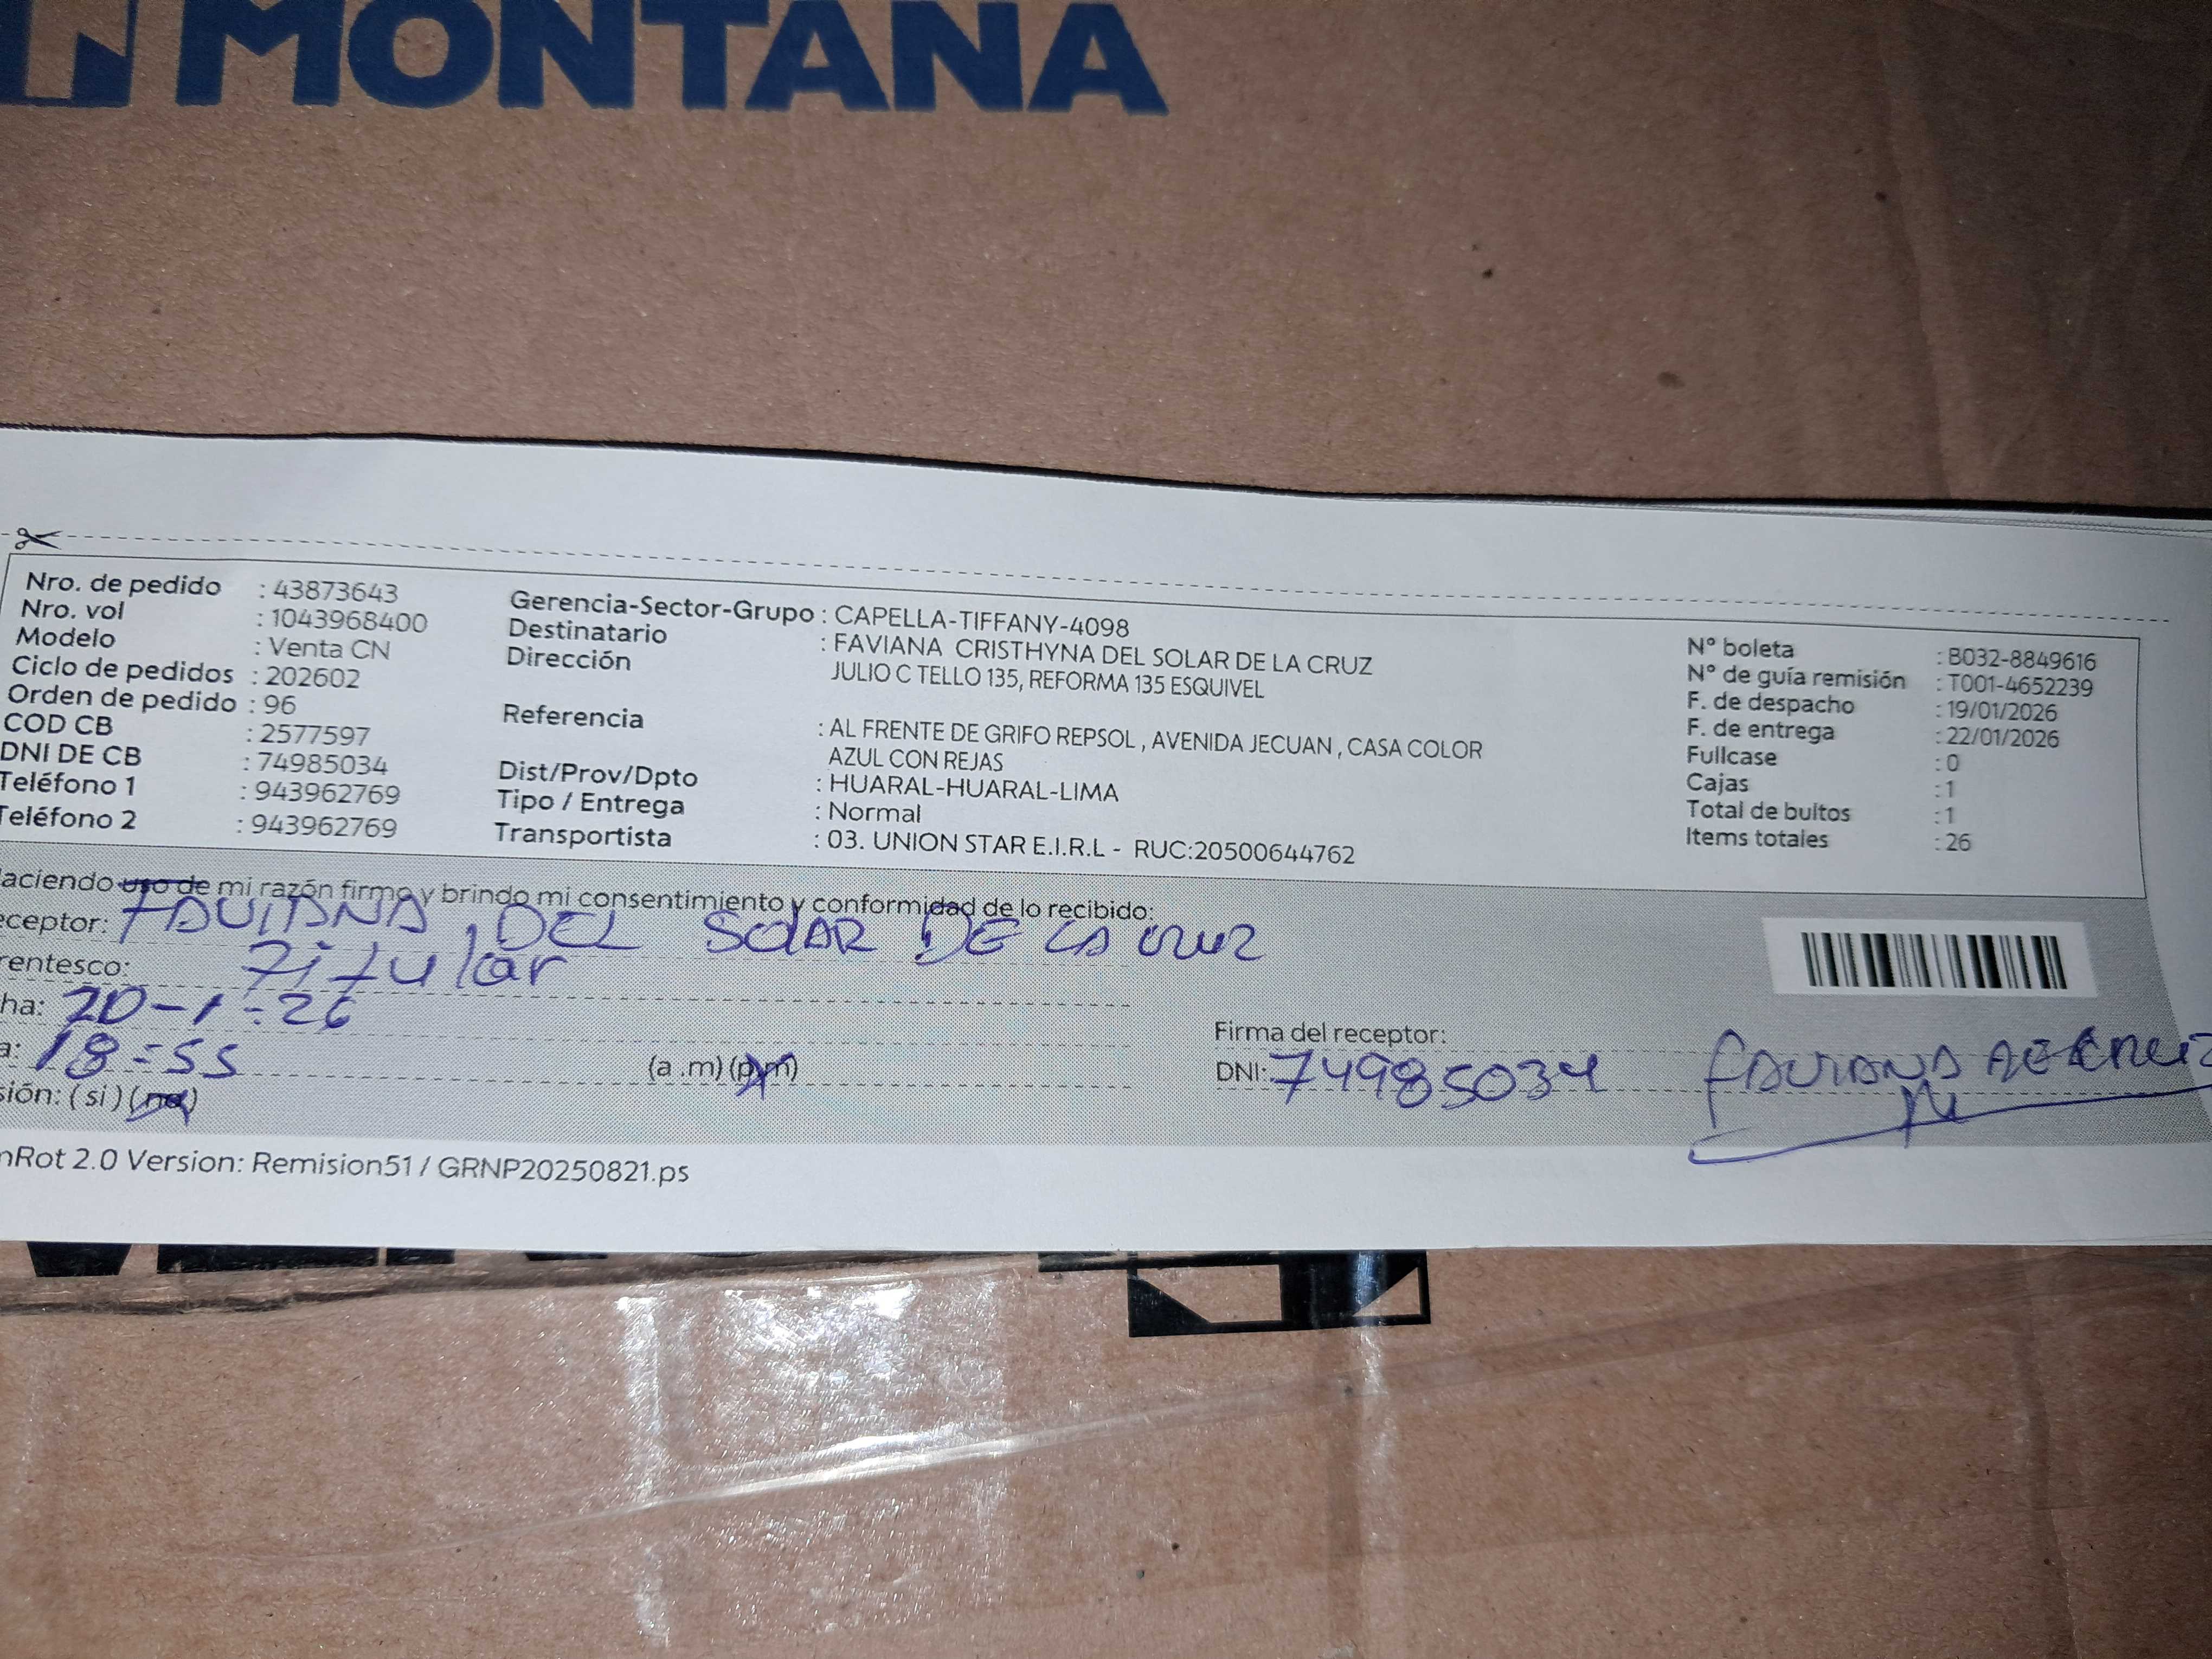 MONTANA
Nro. de pedido : 43873643
Nro. vol : 1043968400
Modelo : Venta CN
Ciclo de pedidos : 202602
Orden de pedido : 96
COD CB : 2577597
DNI DE CB : 74985034
Teléfono 1 : 943962769
Teléfono 2 : 943962769
Gerencia-Sector-Grupo : CAPELLA-TIFFANY-4098
Destinatario : FAVIANA CRISTHYNA DEL SOLAR DE LA CRUZ
Dirección JULIO C TELLO 135, REFORMA 135 ESQUIVEL
Referencia : AL FRENTE DE GRIFO REPSOL , AVENIDA JECUAN , CASA COLOR
AZUL CON REJAS
Dist/Prov/Dpto : HUARAL-HUARAL-LIMA
Tipo / Entrega : Normal
Transportista : 03. UNION STAR E.I.R.L - RUC:20500644762
N° boleta : B032-8849616
N° de guía remisión : T001-4652239
F. de despacho : 19/01/2026
F. de entrega : 22/01/2026
Fullcase : 0
Cajas : 1
Total de bultos : 1
Items totales : 26
aciendo uso de mi razón firmo y brindo mi consentimiento y conformidad de lo recibido:
eceptor: FAVIANA DEL SOLAR DE LA CRUZ
rentesco: Titular
ha: 20-1-26
a: 18:55 (a .m) (p.m)
sión: ( si ) (no)
Firma del receptor:
DNI: 74985034 FAVIANA DE CRUZ
nRot 2.0 Version: Remision51 / GRNP20250821.ps